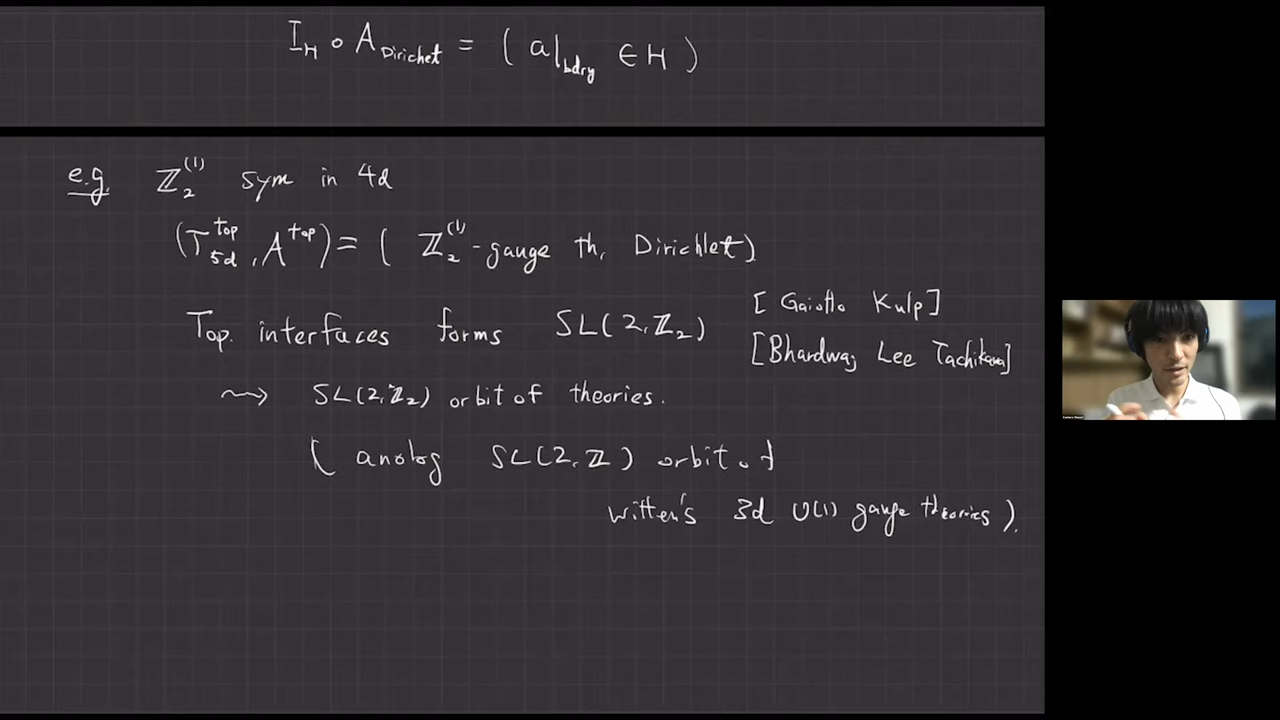 I_H ∘ A_Dirichet = ( a|_bdry ∈ H )
e.g. ℤ_2^(1) sym in 4d
(T_5d^top, A^top) = ( ℤ_2^(1)-gauge th, Dirichlet)
Top. interfaces forms SL(2,ℤ_2) [Gaiotto Kulp]
[Bhardwaj Lee Tachikawa]
⇝ SL(2,ℤ_2) orbit of theories.
( analog SL(2,ℤ) orbit of
Witten's 3d U(1) gauge theories).